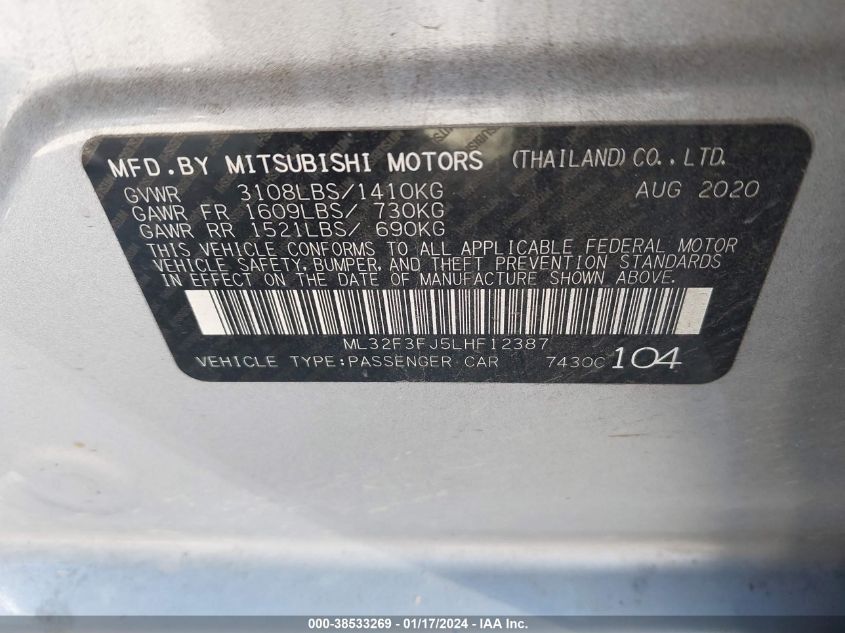 MFD.BY MITSUBISHI MOTORS (THAILAND) CO., LTD.
GVWR 3108LBS/1410KG AUG 2020
GAWR FR 1609LBS/ 730KG
GAWR RR 1521LBS/ 690KG
THIS VEHICLE CONFORMS TO ALL APPLICABLE FEDERAL MOTOR
VEHICLE SAFETY, BUMPER, AND THEFT PREVENTION STANDARDS
IN EFFECT ON THE DATE OF MANUFACTURE SHOWN ABOVE.
ML32F3FJ5LHF12387
VEHICLE TYPE:PASSENGER CAR 7430C 104
000-38533269 - 01/17/2024 - IAA Inc.